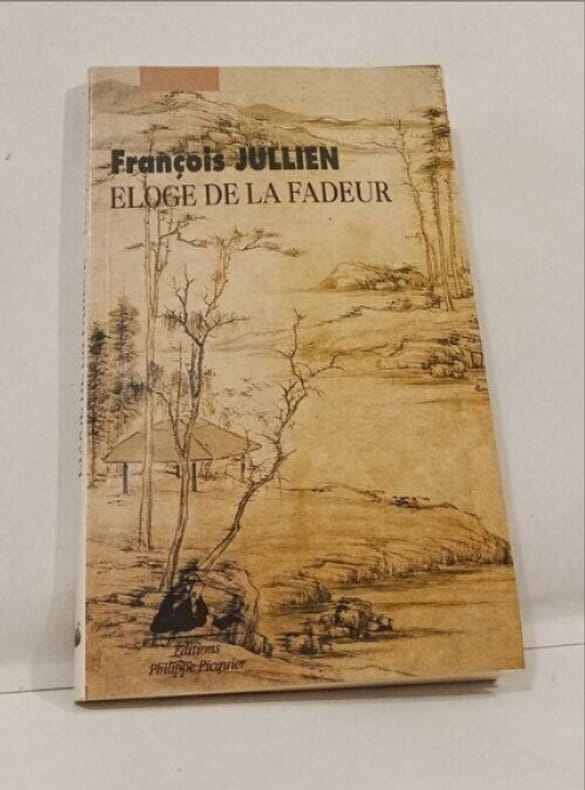 François JULLIEN
ELOGE DE LA FADEUR
Editions
Philippe Picquier